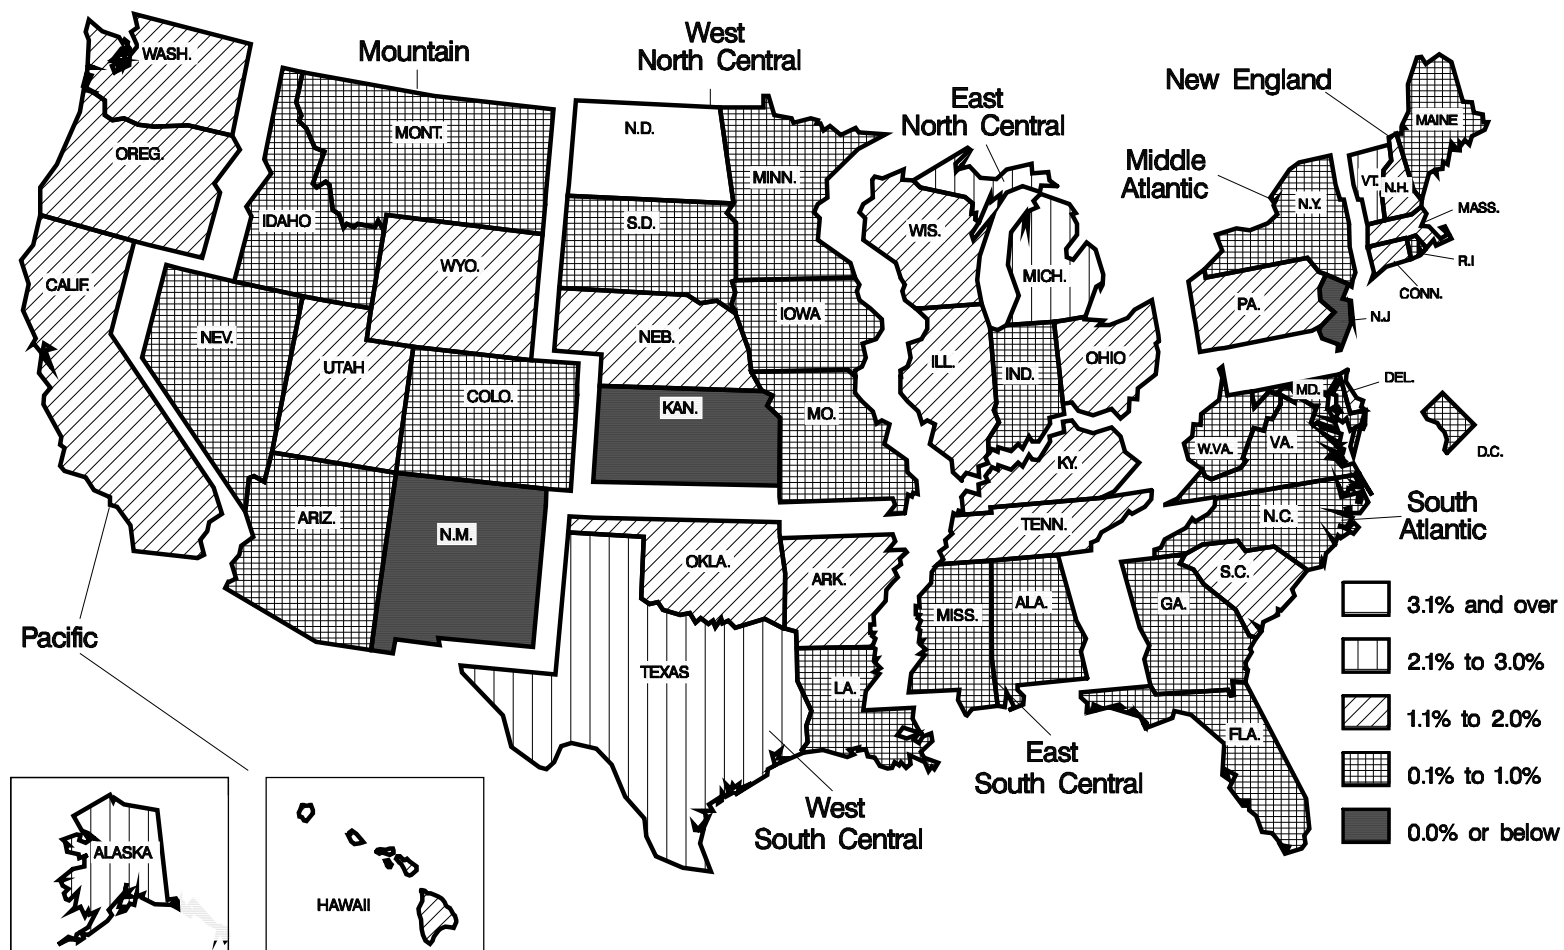 West
North Central
Mountain
East
North Central
New England
Middle
Atlantic
WASH.
MONT.
N.D.
MAINE
OREG.
MINN.
VT.
N.H.
IDAHO
S.D.
WIS.
N.Y.
MASS.
CALIF.
WYO.
MICH.
R.I
CONN.
NEV.
NEB.
IOWA
PA.
N.J
UTAH
ILL.
IND.
OHIO
COLO.
KAN.
MO.
MD.
DEL.
W.VA.
VA.
D.C.
KY.
ARIZ.
N.M.
TENN.
N.C.
South
Atlantic
OKLA.
ARK.
S.C.
MISS.
ALA.
GA.
3.1% and over
Pacific
TEXAS
LA.
2.1% to 3.0%
FLA.
1.1% to 2.0%
East
South Central
0.1% to 1.0%
West
South Central
0.0% or below
ALASKA
HAWAII